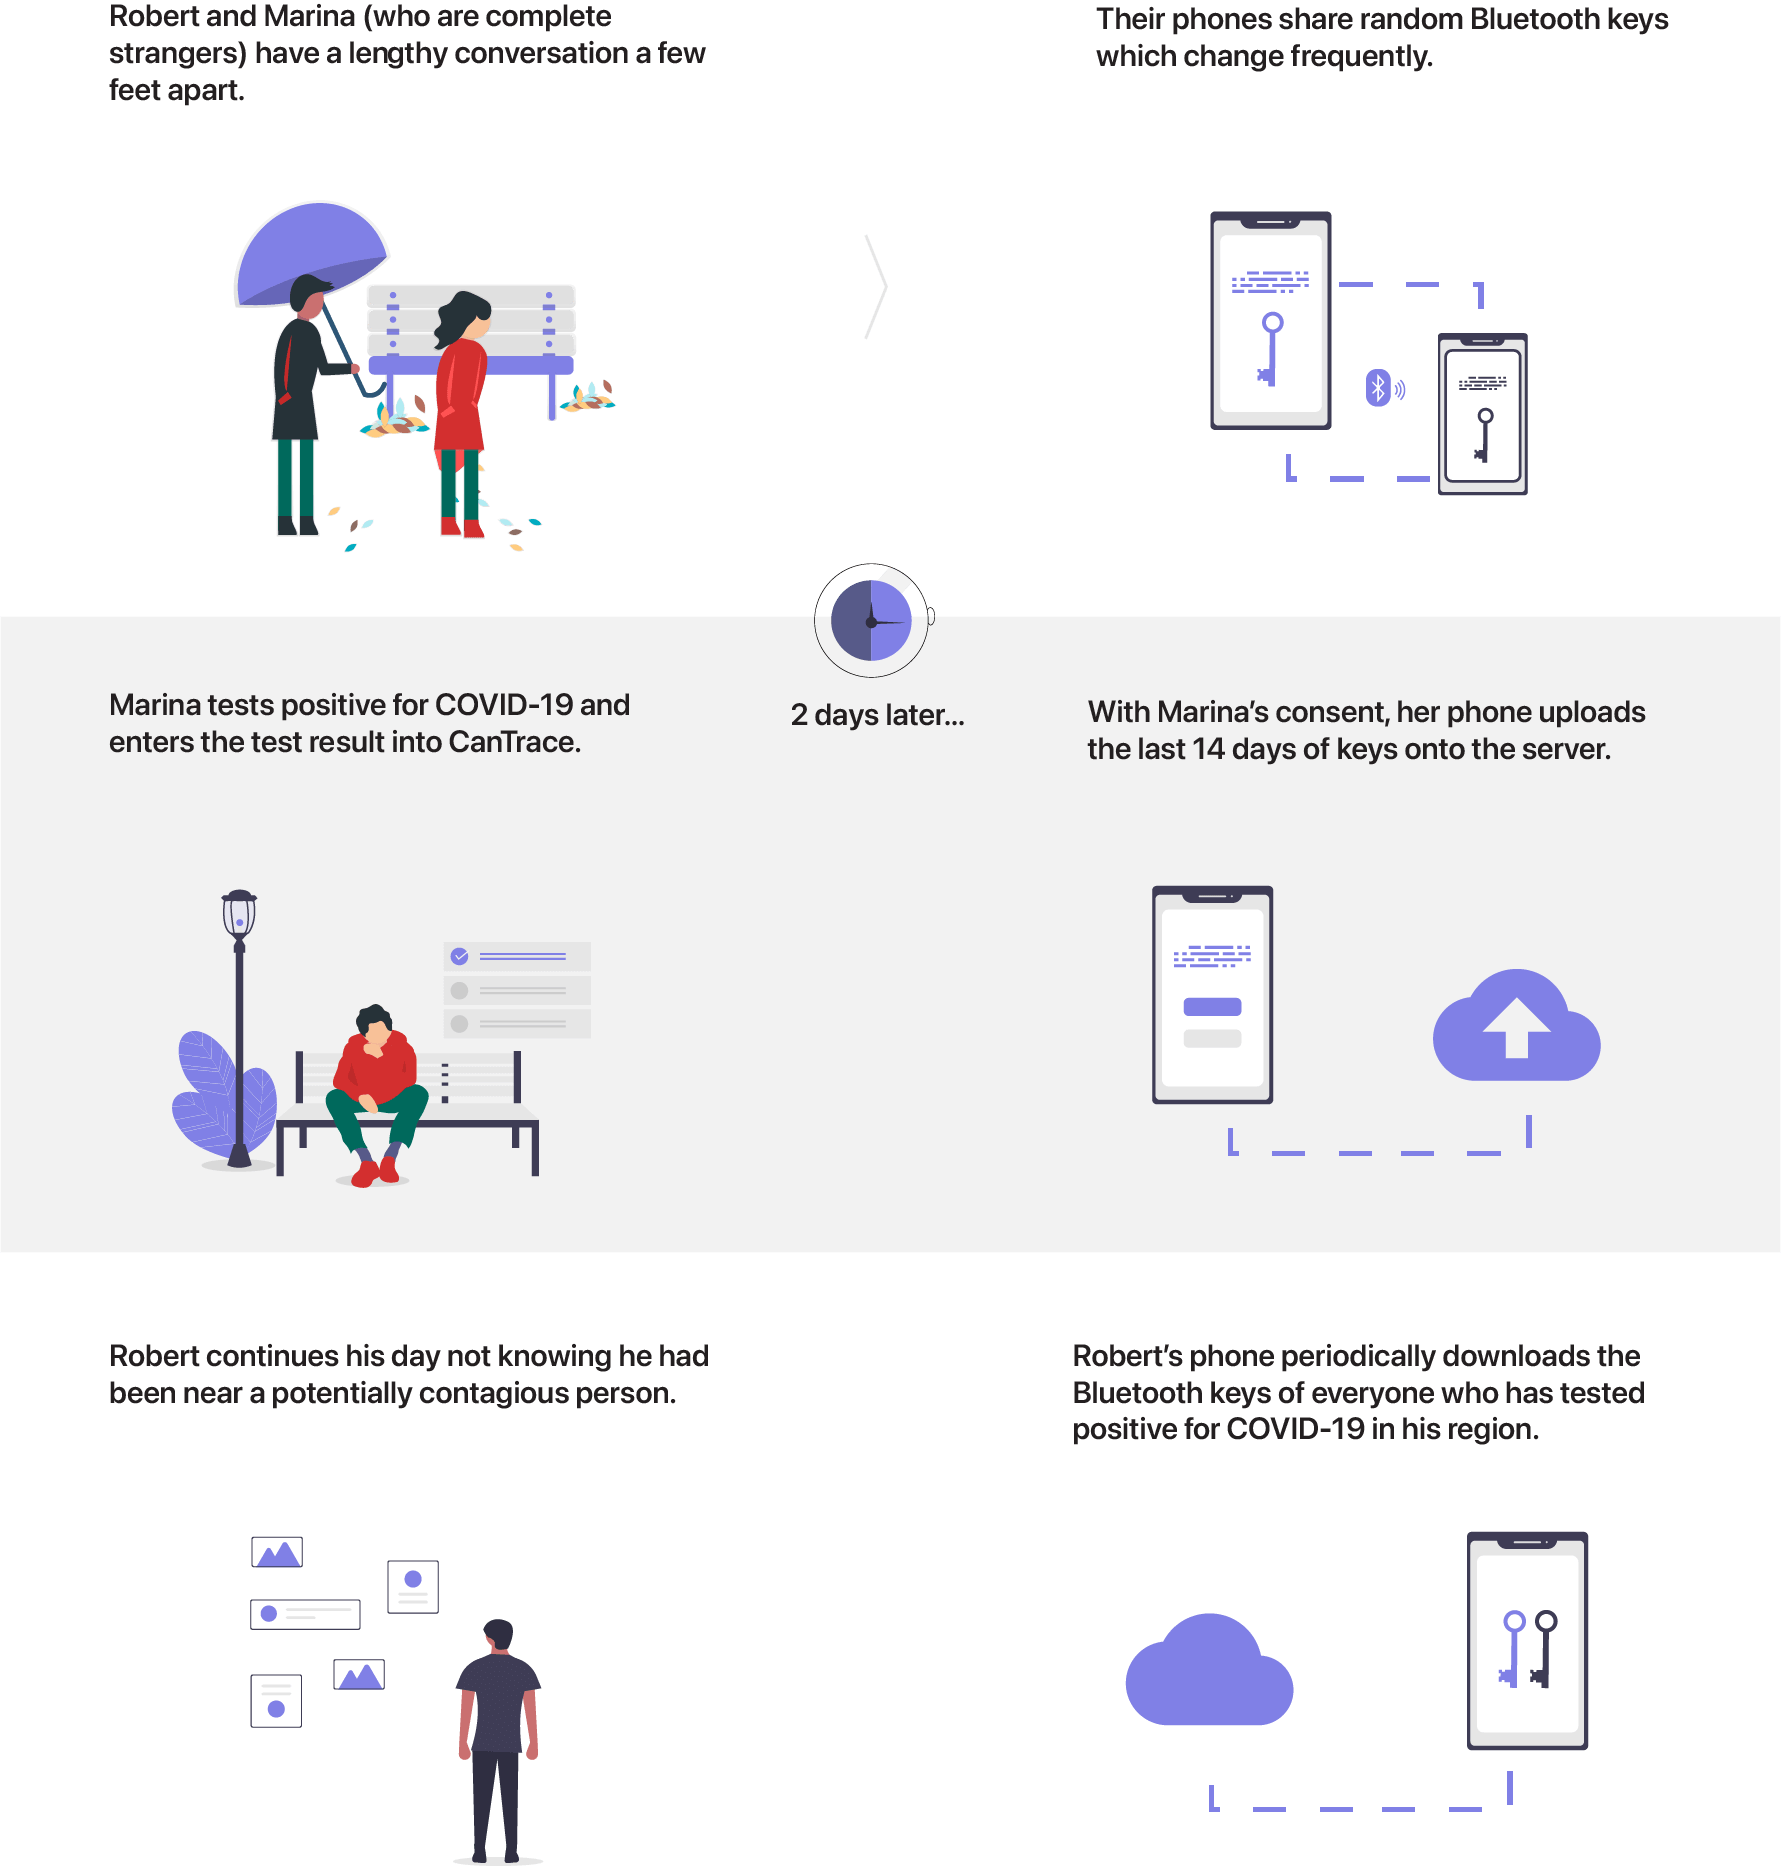 Robert and Marina (who are complete
strangers) have a lengthy conversation a few
feet apart.
Their phones share random Bluetooth keys
which change frequently.
2 days later...
Marina tests positive for COVID-19 and
enters the test result into CanTrace.
With Marina’s consent, her phone uploads
the last 14 days of keys onto the server.
Robert continues his day not knowing he had
been near a potentially contagious person.
Robert’s phone periodically downloads the
Bluetooth keys of everyone who has tested
positive for COVID-19 in his region.